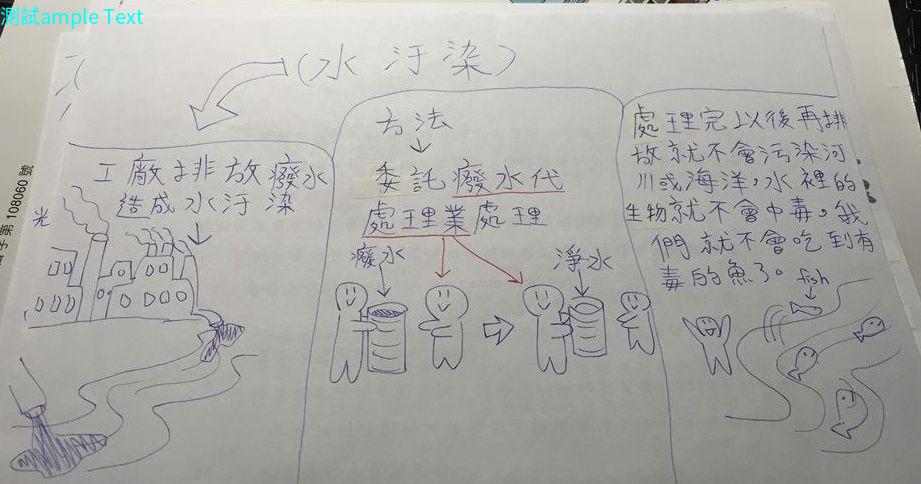 測試ample Text
(水汙染)
工廠排放廢水
造成水汙染
方法
委託廢水代
處理業處理
廢水
淨水
處理完以後再排
放就不會污染河
川或海洋,水裡的
生物就不會中毒,我
們就不會吃到有
毒的魚了。
fish
字第 108060 號
光